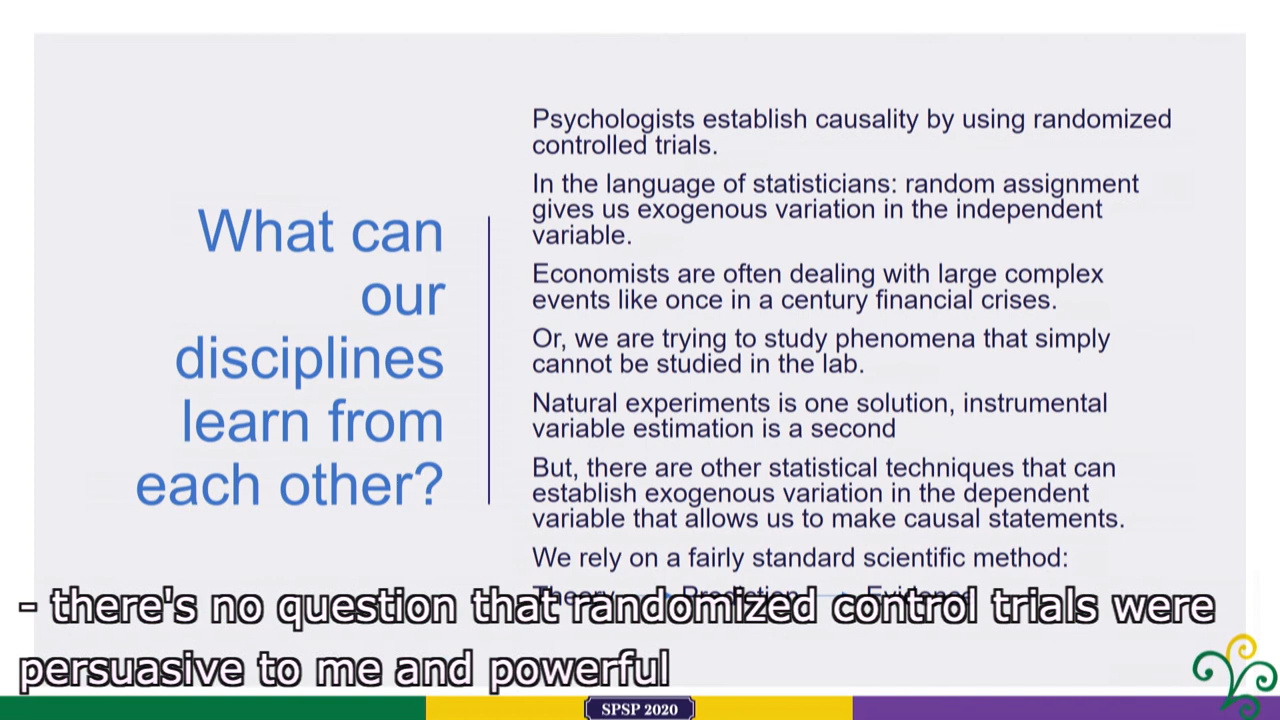 What can
our
disciplines
learn from
each other?
Psychologists establish causality by using randomized
controlled trials.
In the language of statisticians: random assignment
gives us exogenous variation in the independent
variable.
Economists are often dealing with large complex
events like once in a century financial crises.
Or, we are trying to study phenomena that simply
cannot be studied in the lab.
Natural experiments is one solution, instrumental
variable estimation is a second
But, there are other statistical techniques that can
establish exogenous variation in the dependent
variable that allows us to make causal statements.
We rely on a fairly standard scientific method:
Theory Prediction Evidence
- there's no question that randomized control trials were
persuasive to me and powerful
SPSP 2020